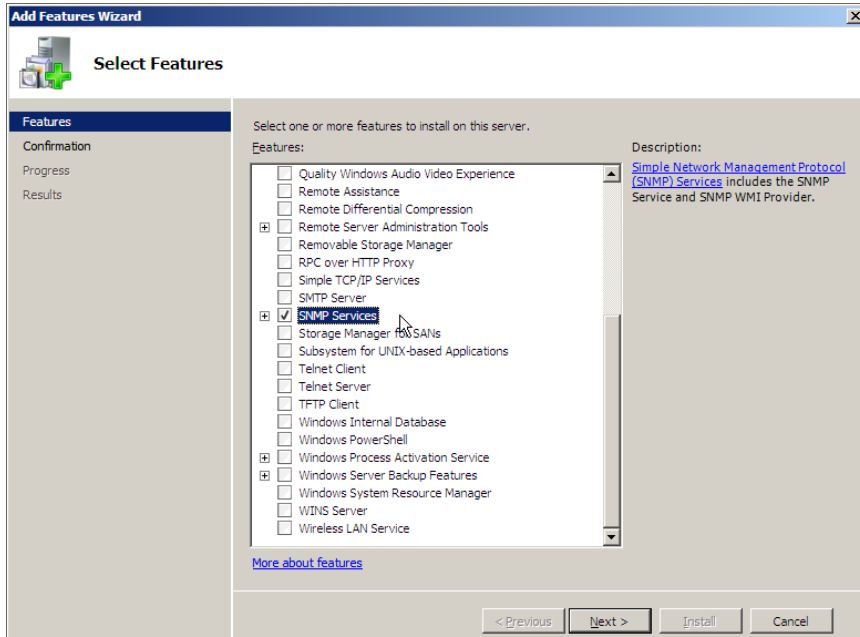 Add Features Wizard
Select Features
Features
Confirmation
Progress
Results
Select one or more features to install on this server.
Features:
Quality Windows Audio Video Experience
Remote Assistance
Remote Differential Compression
Remote Server Administration Tools
Removable Storage Manager
RPC over HTTP Proxy
Simple TCP/IP Services
SMTP Server
SNMP Services
Storage Manager for SANs
Subsystem for UNIX-based Applications
Telnet Client
Telnet Server
TFTP Client
Windows Internal Database
Windows PowerShell
Windows Process Activation Service
Windows Server Backup Features
Windows System Resource Manager
WINS Server
Wireless LAN Service
More about features
Description:
Simple Network Management Protocol
(SNMP) Services includes the SNMP
Service and SNMP WMI Provider.
< Previous
Next >
Install
Cancel